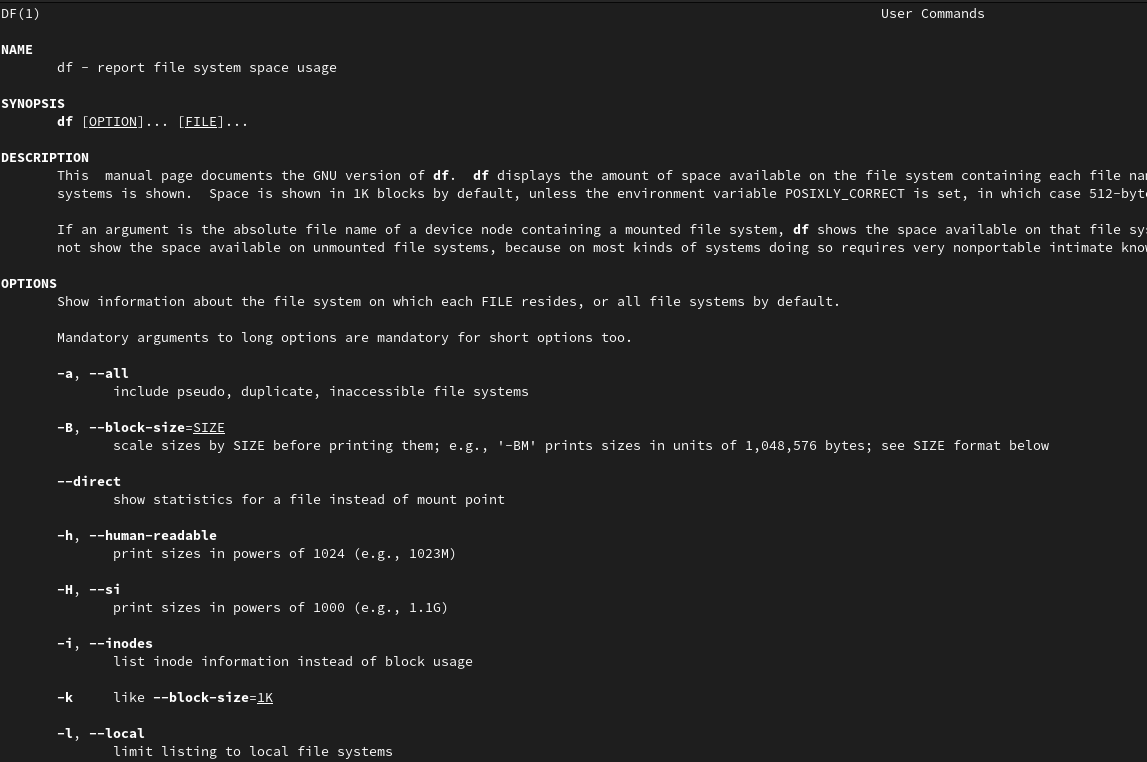 DF(1) User Commands
NAME
df - report file system space usage
SYNOPSIS
df [OPTION]... [FILE]...
DESCRIPTION
This  manual page documents the GNU version of df.  df displays the amount of space available on the file system containing each file
systems is shown.  Space is shown in 1K blocks by default, unless the environment variable POSIXLY_CORRECT is set, in which case
If an argument is the absolute file name of a device node containing a mounted file system, df shows the space available on that file
not show the space available on unmounted file systems, because on most kinds of systems doing so requires very nonportable intimate
OPTIONS
Show information about the file system on which each FILE resides, or all file systems by default.
Mandatory arguments to long options are mandatory for short options too.
-a, --all
include pseudo, duplicate, inaccessible file systems
-B, --block-size=SIZE
scale sizes by SIZE before printing them; e.g., '-BM' prints sizes in units of 1,048,576 bytes; see SIZE format below
--direct
show statistics for a file instead of mount point
-h, --human-readable
print sizes in powers of 1024 (e.g., 1023M)
-H, --si
print sizes in powers of 1000 (e.g., 1.1G)
-i, --inodes
list inode information instead of block usage
-k     like --block-size=1K
-l, --local
limit listing to local file systems